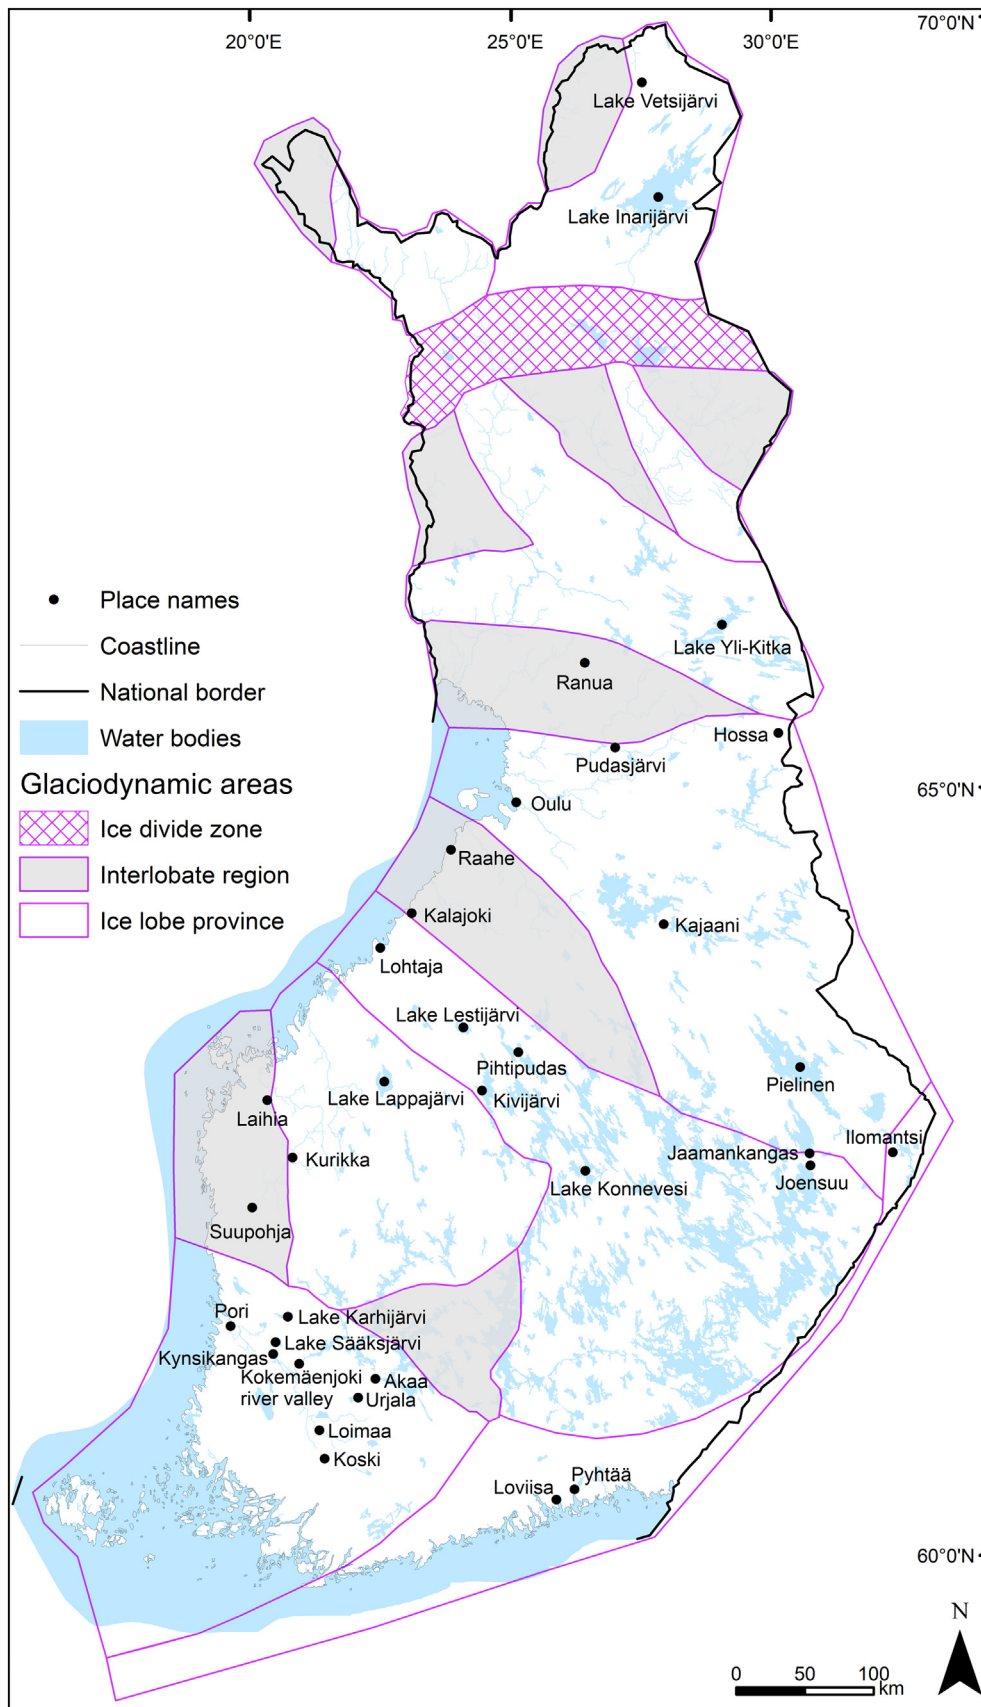 20°0'E
25°0'E
30°0'E
70°0'N
Lake Vetsijärvi
Lake Inarijärvi
Place names
Coastline
National border
Water bodies
Glaciodynamic areas
Ice divide zone
Interlobate region
Ice lobe province
Lake Yli-Kitka
Ranua
Hossa
Pudasjärvi
65°0'N
Oulu
Raahe
Kalajoki
Kajaani
Lohtaja
Lake Lestijärvi
Pihtipudas
Pielinen
Lake Lappajärvi
Kivijärvi
Laihia
Ilomantsi
Jaamankangas
Kurikka
Joensuu
Lake Konnevesi
Suupohja
Pori
Lake Karhijärvi
Lake Sääksjärvi
Kynsikangas
Kokemäenjoki
river valley
Akaa
Urjala
Loimaa
Koski
Pyhtää
Loviisa
60°0'N
N
0 50 100
km